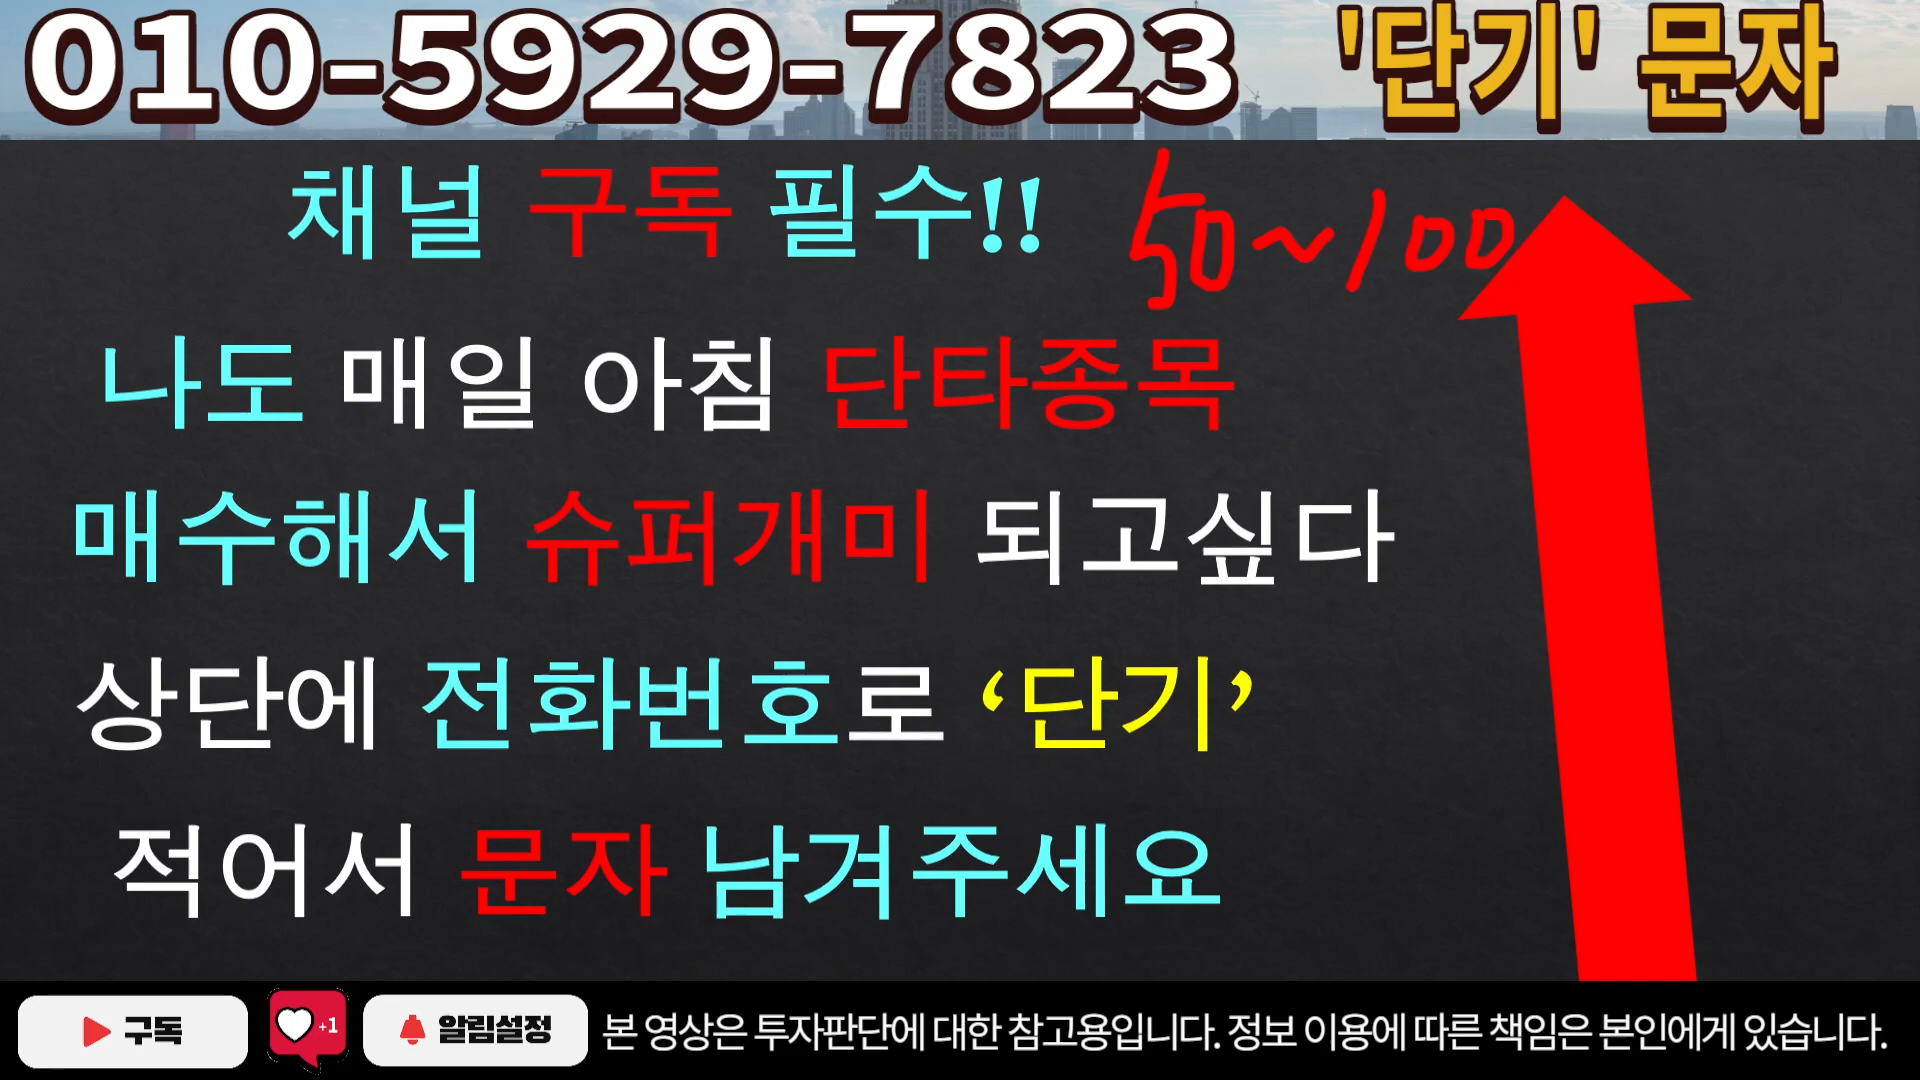 010-5929-7823 '단기' 문자
채널 구독 필수!! 50~100
나도 매일 아침 단타종목
매수해서 슈퍼개미 되고싶다
상단에 전화번호로 ‘단기’
적어서 문자 남겨주세요
구독 +1 알림설정 본 영상은 투자판단에 대한 참고용입니다. 정보 이용에 따른 책임은 본인에게 있습니다.